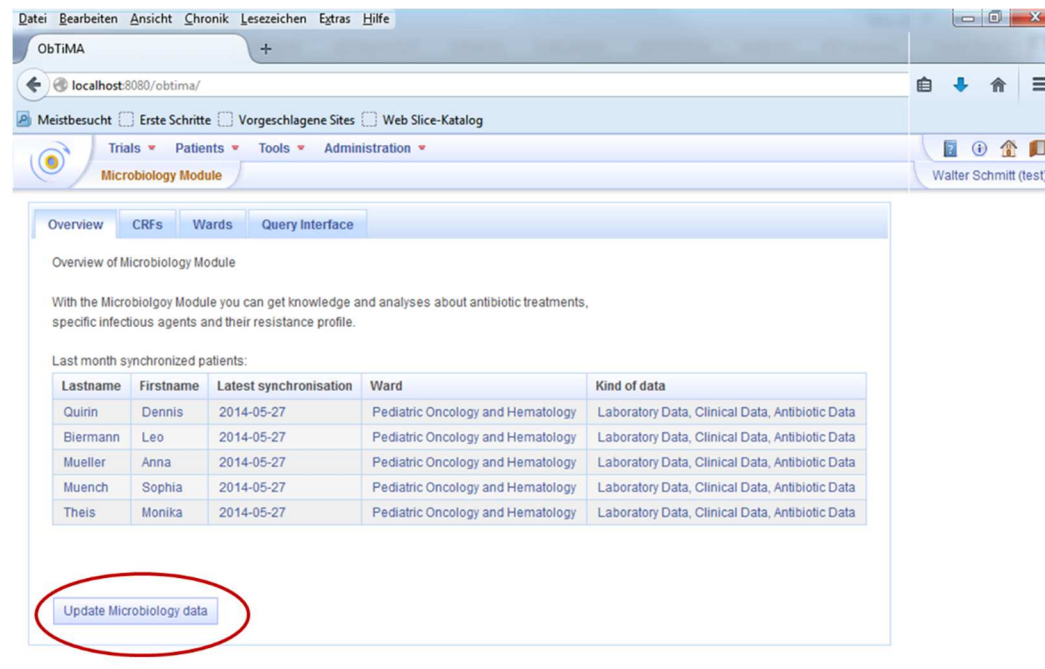 Datei Bearbeiten Ansicht Chronik Lesezeichen Extras Hilfe
ObTiMA +
localhost:8080/obtima/
Meistbesucht Erste Schritte Vorgeschlagene Sites Web Slice-Katalog
Trials Patients Tools Administration
Microbiology Module Walter Schmitt (test)
Overview CRFs Wards Query Interface
Overview of Microbiology Module
With the Microbiolgoy Module you can get knowledge and analyses about antibiotic treatments,
specific infectious agents and their resistance profile.
Last month synchronized patients:
Lastname Firstname Latest synchronisation Ward Kind of data
Quirin Dennis 2014-05-27 Pediatric Oncology and Hematology Laboratory Data, Clinical Data, Antibiotic Data
Biermann Leo 2014-05-27 Pediatric Oncology and Hematology Laboratory Data, Clinical Data, Antibiotic Data
Mueller Anna 2014-05-27 Pediatric Oncology and Hematology Laboratory Data, Clinical Data, Antibiotic Data
Muench Sophia 2014-05-27 Pediatric Oncology and Hematology Laboratory Data, Clinical Data, Antibiotic Data
Theis Monika 2014-05-27 Pediatric Oncology and Hematology Laboratory Data, Clinical Data, Antibiotic Data
Update Microbiology data